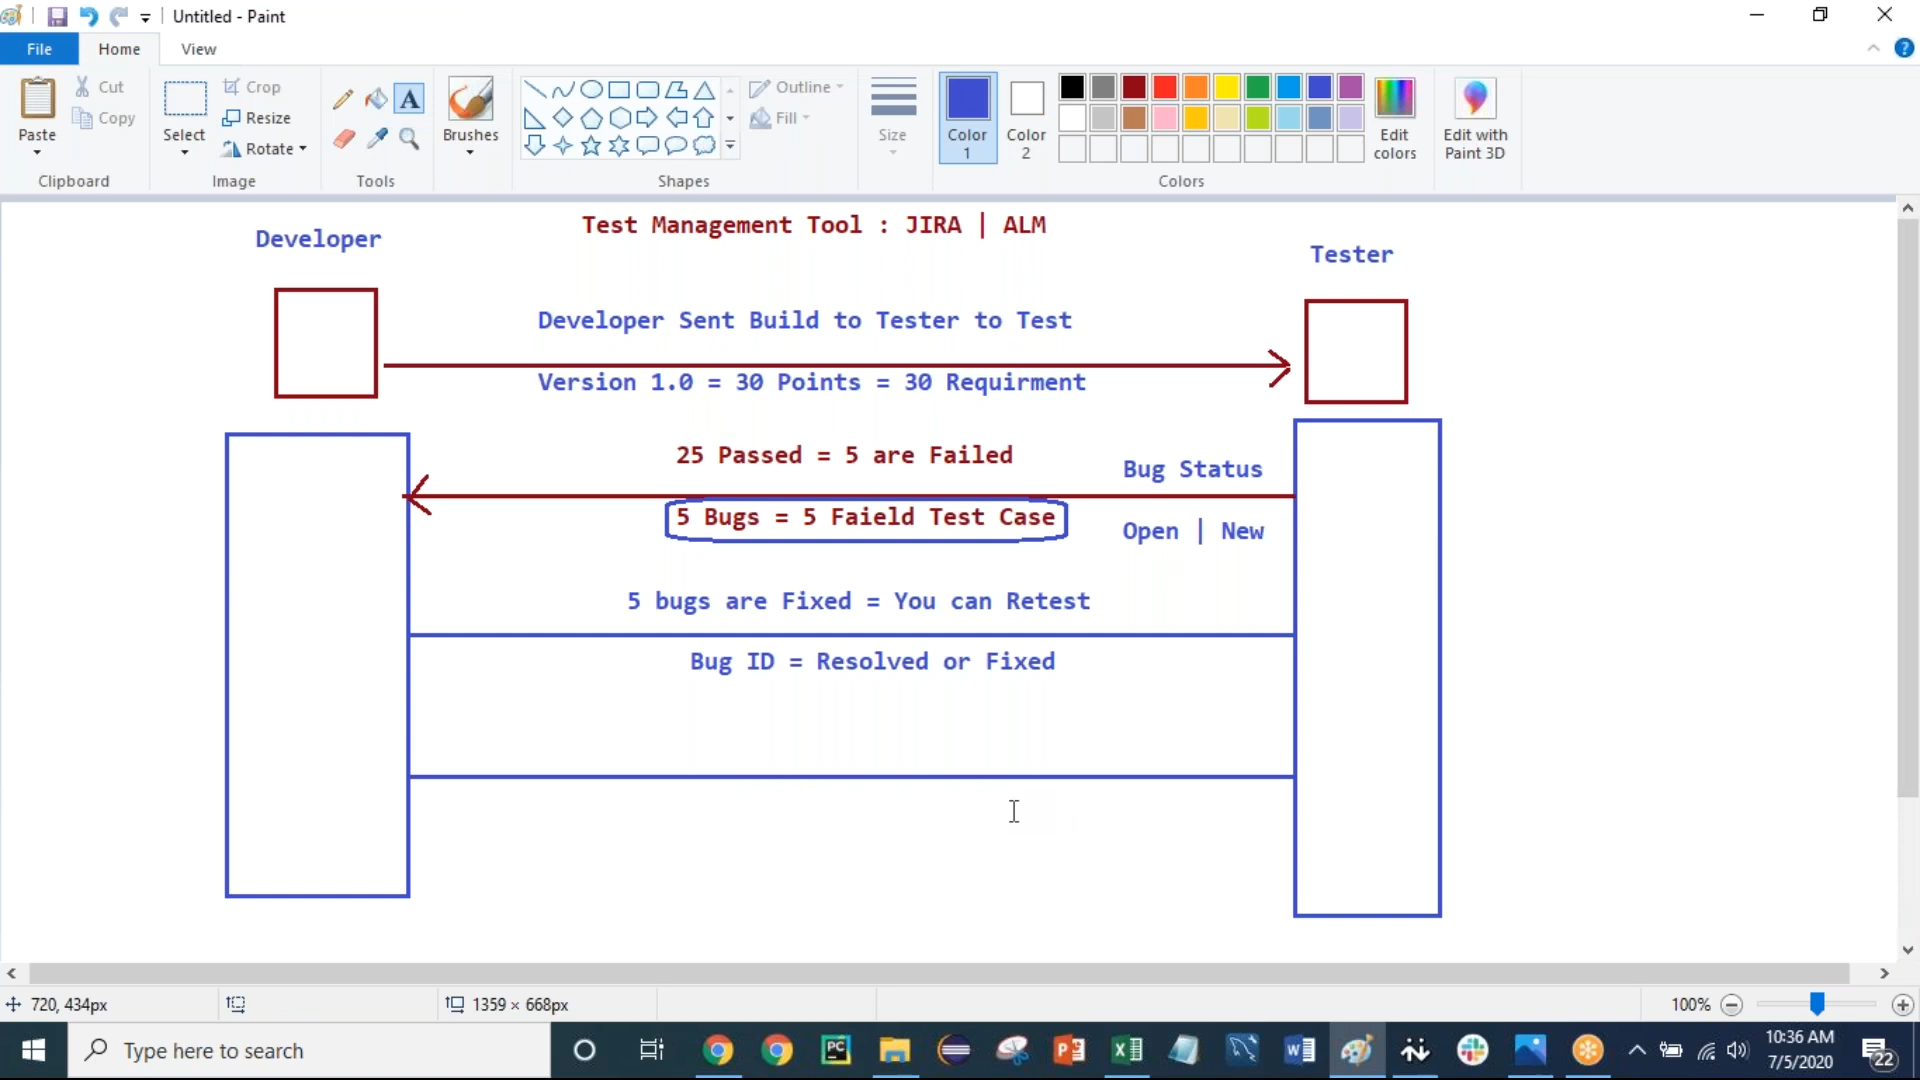 Untitled - Paint
File Home View
Paste
Cut
Copy
Clipboard
Select
Crop
Resize
Rotate
Image
A
Tools
Brushes
Shapes
Outline
Fill
Size
Color 1
Color 2
Edit colors
Colors
Edit with Paint 3D
Test Management Tool : JIRA | ALM
Developer
Tester
Developer Sent Build to Tester to Test
Version 1.0 = 30 Points = 30 Requirment
25 Passed = 5 are Failed
Bug Status
5 Bugs = 5 Faield Test Case
Open | New
5 bugs are Fixed = You can Retest
Bug ID = Resolved or Fixed
720, 434px
1359 × 668px
100%
Type here to search
PC
P
X
W
10:36 AM
7/5/2020
22